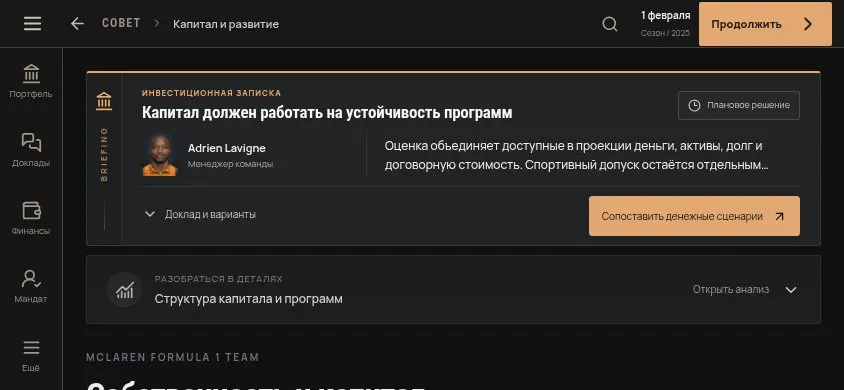 СОВЕТ
Капитал и развитие
1 февраля
Сезон / 2025
Продолжить
Портфель
Доклады
Финансы
Мандат
Ещё
BRIEFING
ИНВЕСТИЦИОННАЯ ЗАПИСКА
Капитал должен работать на устойчивость программ
Плановое решение
Adrien Lavigne
Менеджер команды
Оценка объединяет доступные в проекции деньги, активы, долг и
договорную стоимость. Спортивный допуск остаётся отдельным...
Доклад и варианты
Сопоставить денежные сценарии
РАЗОБРАТЬСЯ В ДЕТАЛЯХ
Структура капитала и программ
Открыть анализ
MCLAREN FORMULA 1 TEAM